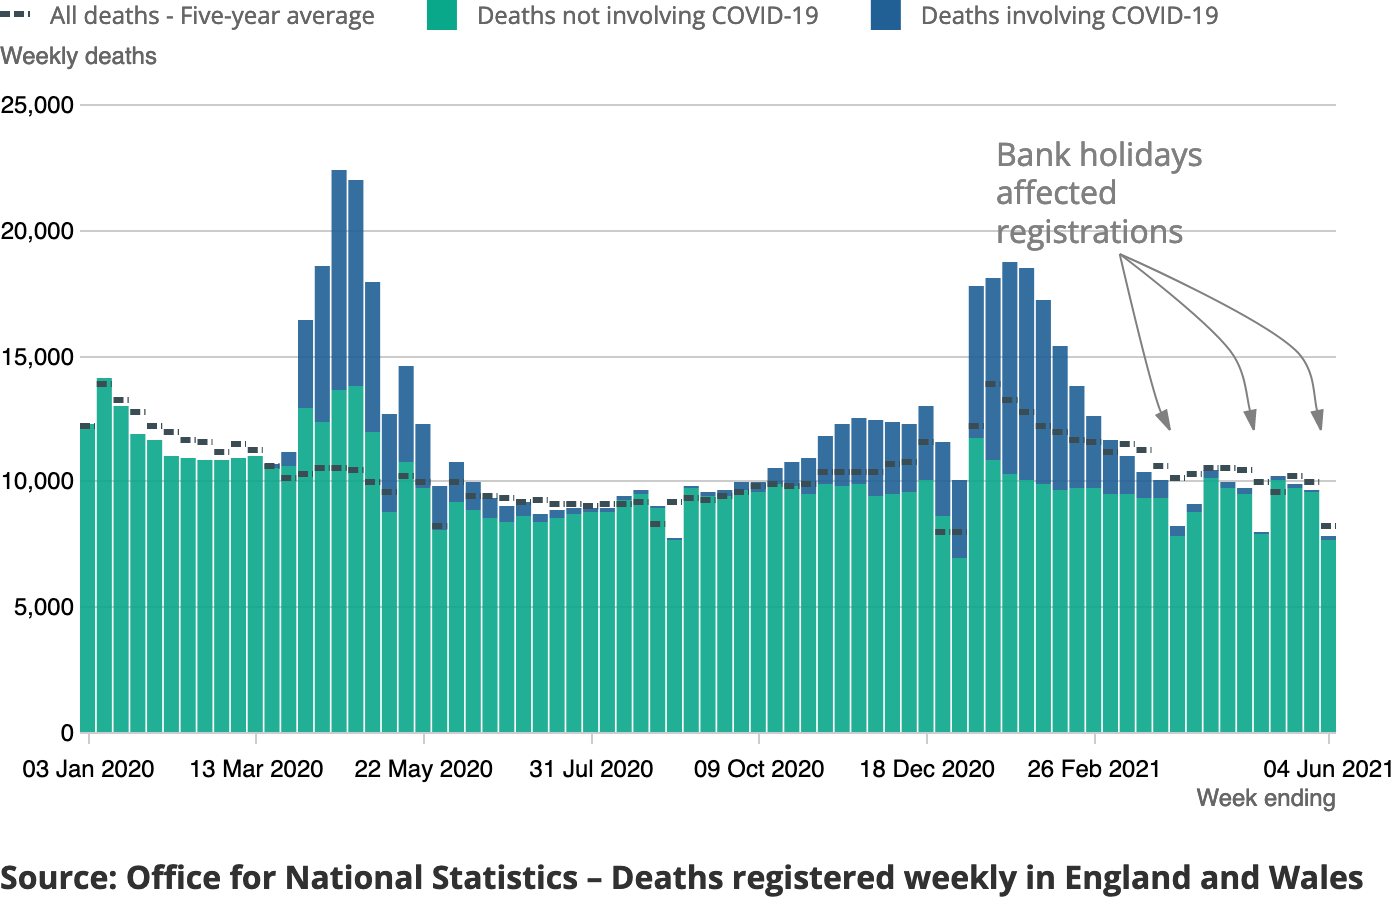 All deaths - Five-year average Deaths not involving COVID-19 Deaths involving COVID-19
Weekly deaths
25,000
Bank holidays
affected
registrations
20,000
15,000
10,000
5,000
0
03 Jan 2020 13 Mar 2020 22 May 2020 31 Jul 2020 09 Oct 2020 18 Dec 2020 26 Feb 2021 04 Jun 2021
Week ending
Source: Office for National Statistics – Deaths registered weekly in England and Wales